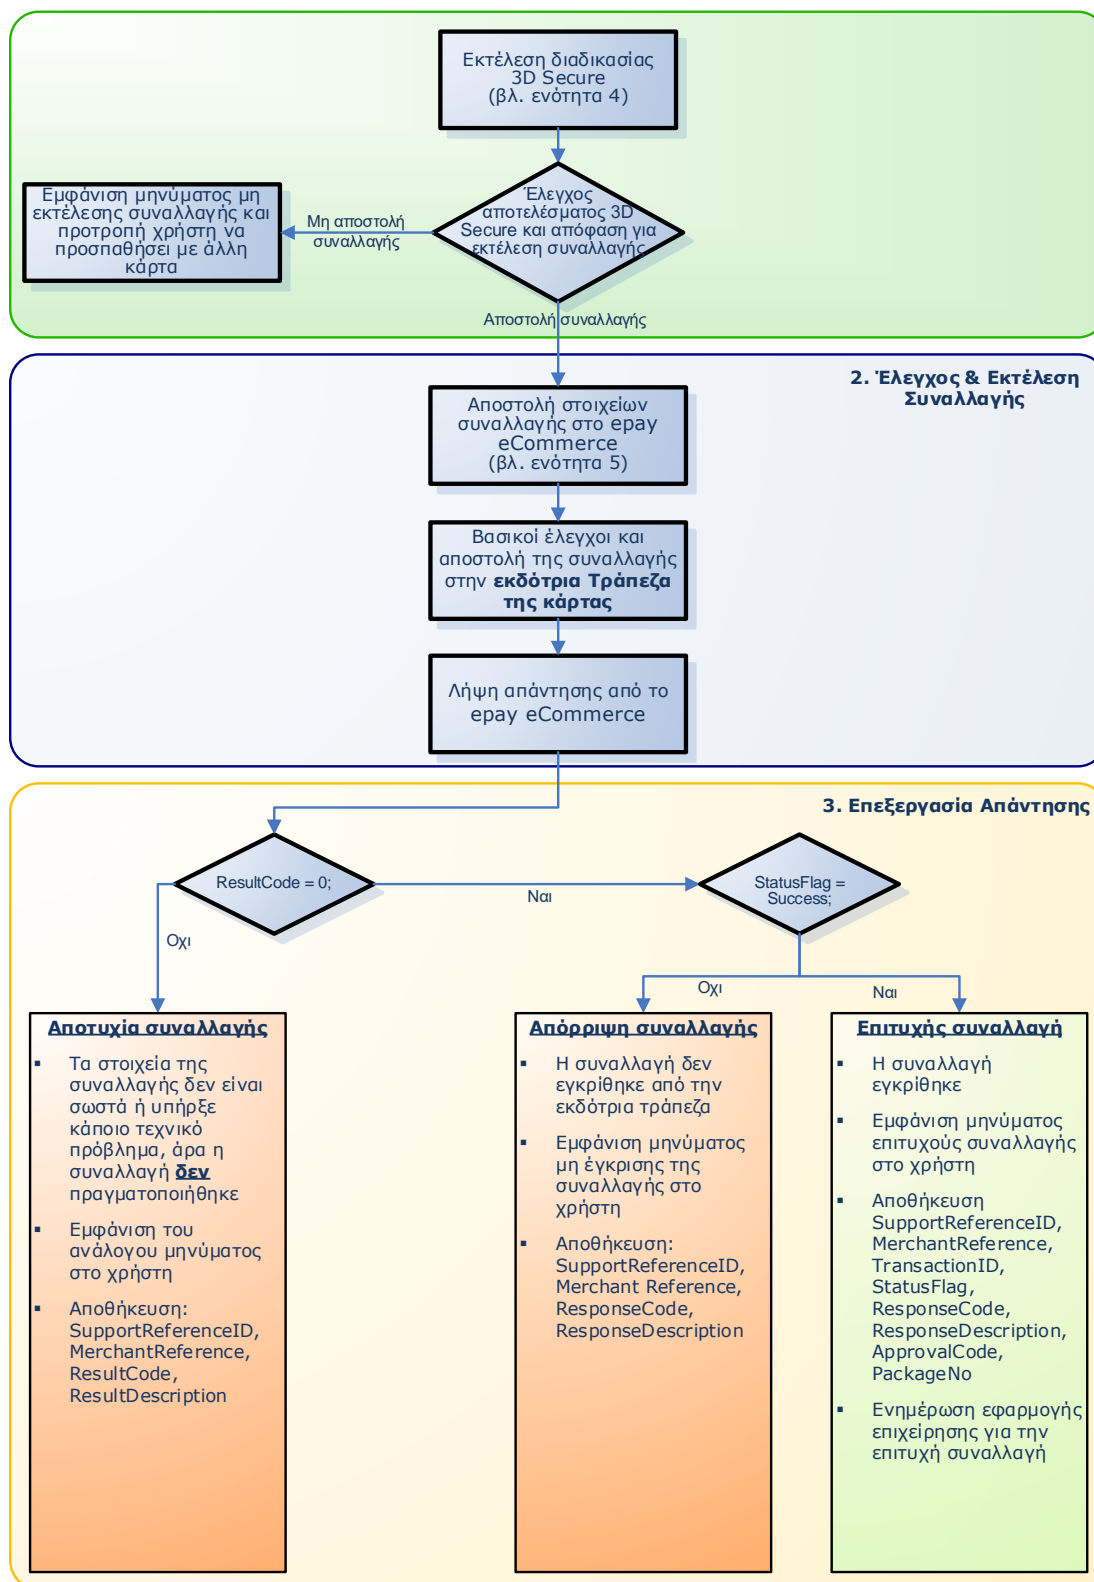 Εκτέλεση διαδικασίας
3D Secure
(βλ. ενότητα 4)
Έλεγχος
αποτελέσματος 3D
Secure και απόφαση για
εκτέλεση συναλλαγής
Μη αποστολή
συναλλαγής
Εμφάνιση μηνύματος μη
εκτέλεσης συναλλαγής και
προτροπή χρήστη να
προσπαθήσει με άλλη
κάρτα
Αποστολή συναλλαγής
2. Έλεγχος & Εκτέλεση
Συναλλαγής
Αποστολή στοιχείων
συναλλαγής στο epay
eCommerce
(βλ. ενότητα 5)
Βασικοί έλεγχοι και
αποστολή της συναλλαγής
στην εκδότρια Τράπεζα
της κάρτας
Λήψη απάντησης από το
epay eCommerce
3. Επεξεργασία Απάντησης
ResultCode = 0;
Ναι
StatusFlag =
Success;
Οχι
Οχι
Ναι
Αποτυχία συναλλαγής
▪ Τα στοιχεία της
συναλλαγής δεν είναι
σωστά ή υπήρξε
κάποιο τεχνικό
πρόβλημα, άρα η
συναλλαγή δεν
πραγματοποιήθηκε
▪ Εμφάνιση του
ανάλογου μηνύματος
στο χρήστη
▪ Αποθήκευση:
SupportReferenceID,
MerchantReference,
ResultCode,
ResultDescription
Απόρριψη συναλλαγής
▪ Η συναλλαγή δεν
εγκρίθηκε από την
εκδότρια τράπεζα
▪ Εμφάνιση μηνύματος
μη έγκρισης της
συναλλαγής στο
χρήστη
▪ Αποθήκευση:
SupportReferenceID,
Merchant Reference,
ResponseCode,
ResponseDescription
Επιτυχής συναλλαγή
▪ Η συναλλαγή
εγκρίθηκε
▪ Εμφάνιση μηνύματος
επιτυχούς συναλλαγής
στο χρήστη
▪ Αποθήκευση
SupportReferenceID,
MerchantReference,
TransactionID,
StatusFlag,
ResponseCode,
ResponseDescription,
ApprovalCode,
PackageNo
▪ Ενημέρωση εφαρμογής
επιχείρησης για την
επιτυχή συναλλαγή